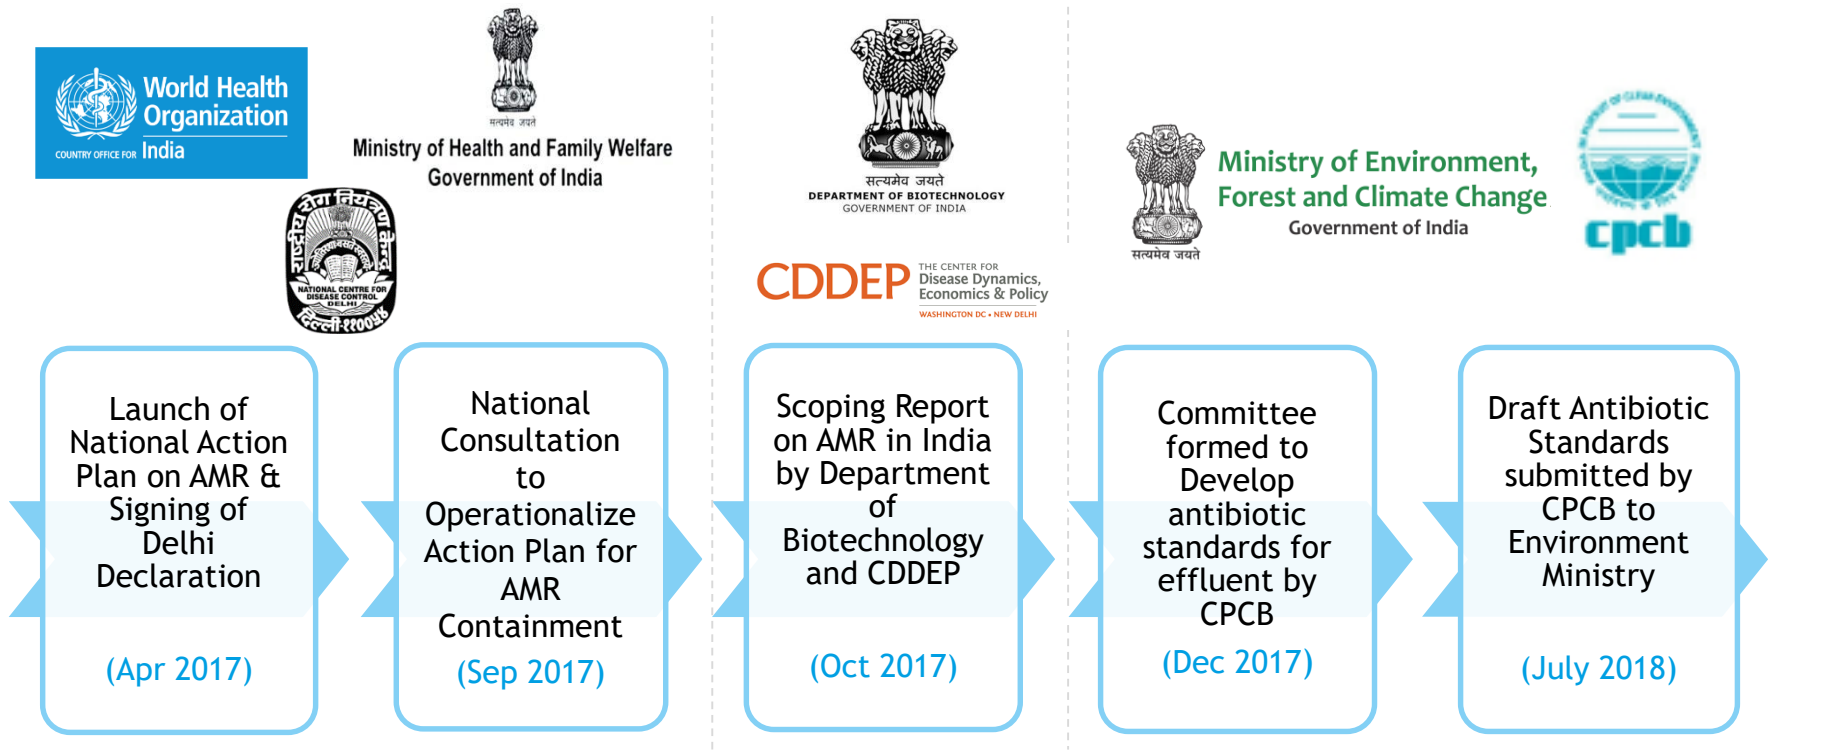 World Health
Organization
COUNTRY OFFICE FOR India
सत्यमेव जयते
Ministry of Health and Family Welfare
Government of India
राष्ट्रीय रोग नियंत्रण केन्द्र
NATIONAL CENTRE FOR
DISEASE CONTROL
DELHI
दिल्ली-११००५४
सत्यमेव जयते
DEPARTMENT OF BIOTECHNOLOGY
GOVERNMENT OF INDIA
CDDEP
THE CENTER FOR
Disease Dynamics,
Economics & Policy
WASHINGTON DC • NEW DELHI
सत्यमेव जयते
Ministry of Environment,
Forest and Climate Change
Government of India
cpcb
Launch of
National Action
Plan on AMR &
Signing of
Delhi
Declaration
(Apr 2017)
National
Consultation
to
Operationalize
Action Plan for
AMR
Containment
(Sep 2017)
Scoping Report
on AMR in India
by Department
of
Biotechnology
and CDDEP
(Oct 2017)
Committee
formed to
Develop
antibiotic
standards for
effluent by
CPCB
(Dec 2017)
Draft Antibiotic
Standards
submitted by
CPCB to
Environment
Ministry
(July 2018)